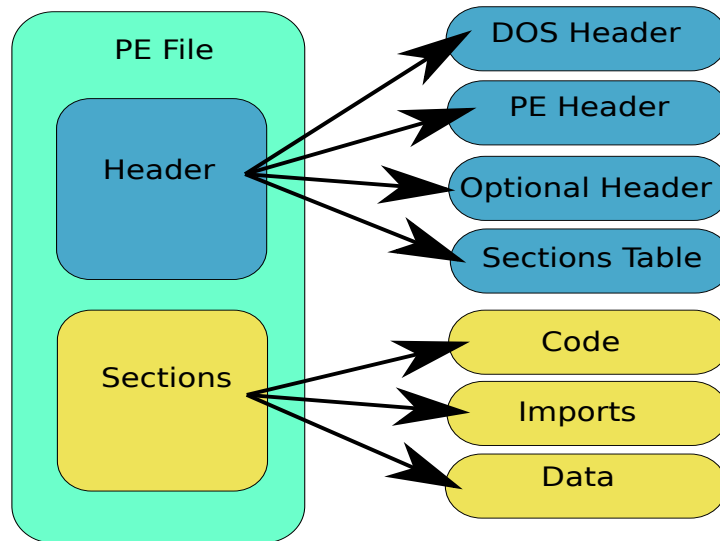 PE File
Header
DOS Header
PE Header
Optional Header
Sections Table
Sections
Code
Imports
Data